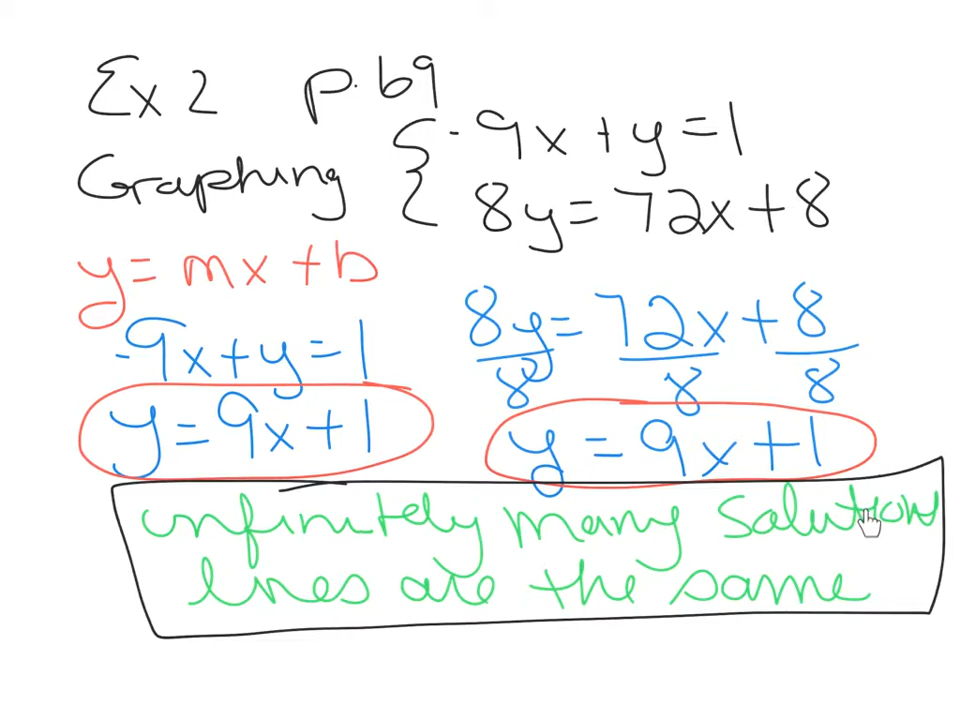 Ex 2 p.69
Graphing { -9x + y = 1
8y = 72x + 8
y = mx + b
-9x + y = 1
y = 9x + 1
8y = 72x + 8
8 8 8
y = 9x + 1
infinitely many solutions
lines are the same